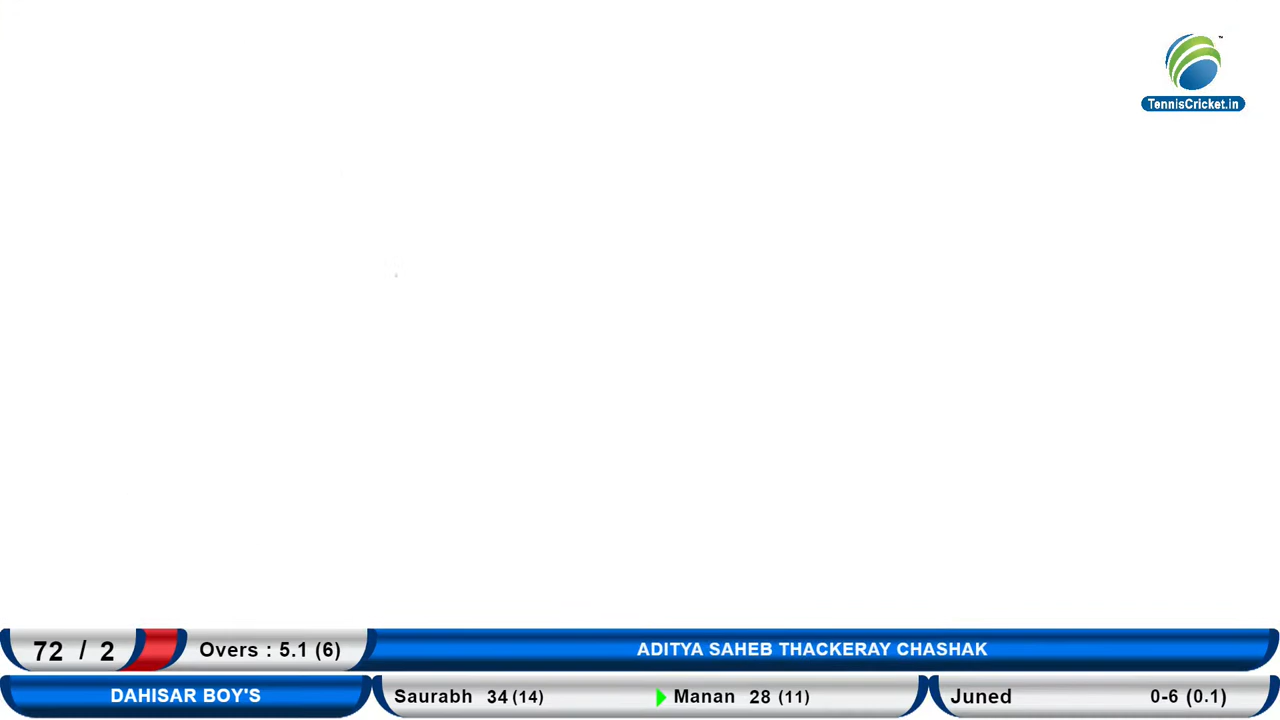 TM
TennisCricket.in
72 / 2
Overs : 5.1 (6)
ADITYA SAHEB THACKERAY CHASHAK
DAHISAR BOY'S
Saurabh 34 (14)
Manan 28 (11)
Juned 0-6 (0.1)